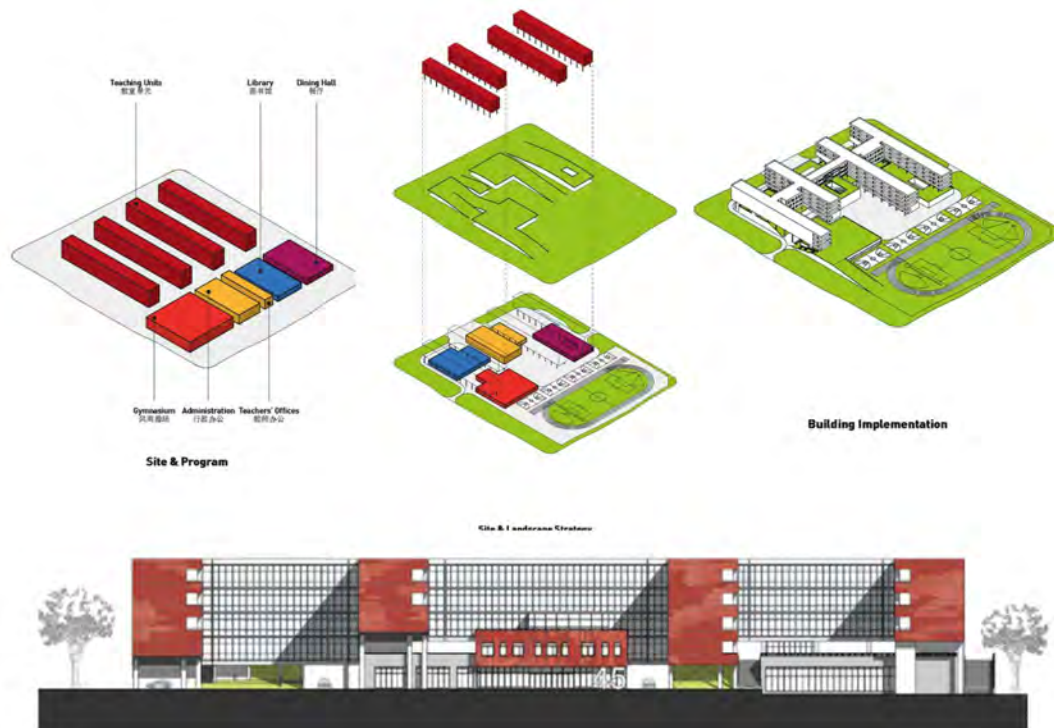 Teaching Units
教室单元
Library
图书馆
Dining Hall
餐厅
Gymnasium
Administration
行政办公
Teachers' Offices
教师办公
Site & Program
Site & Landscape Strategy
Building Implementation
45